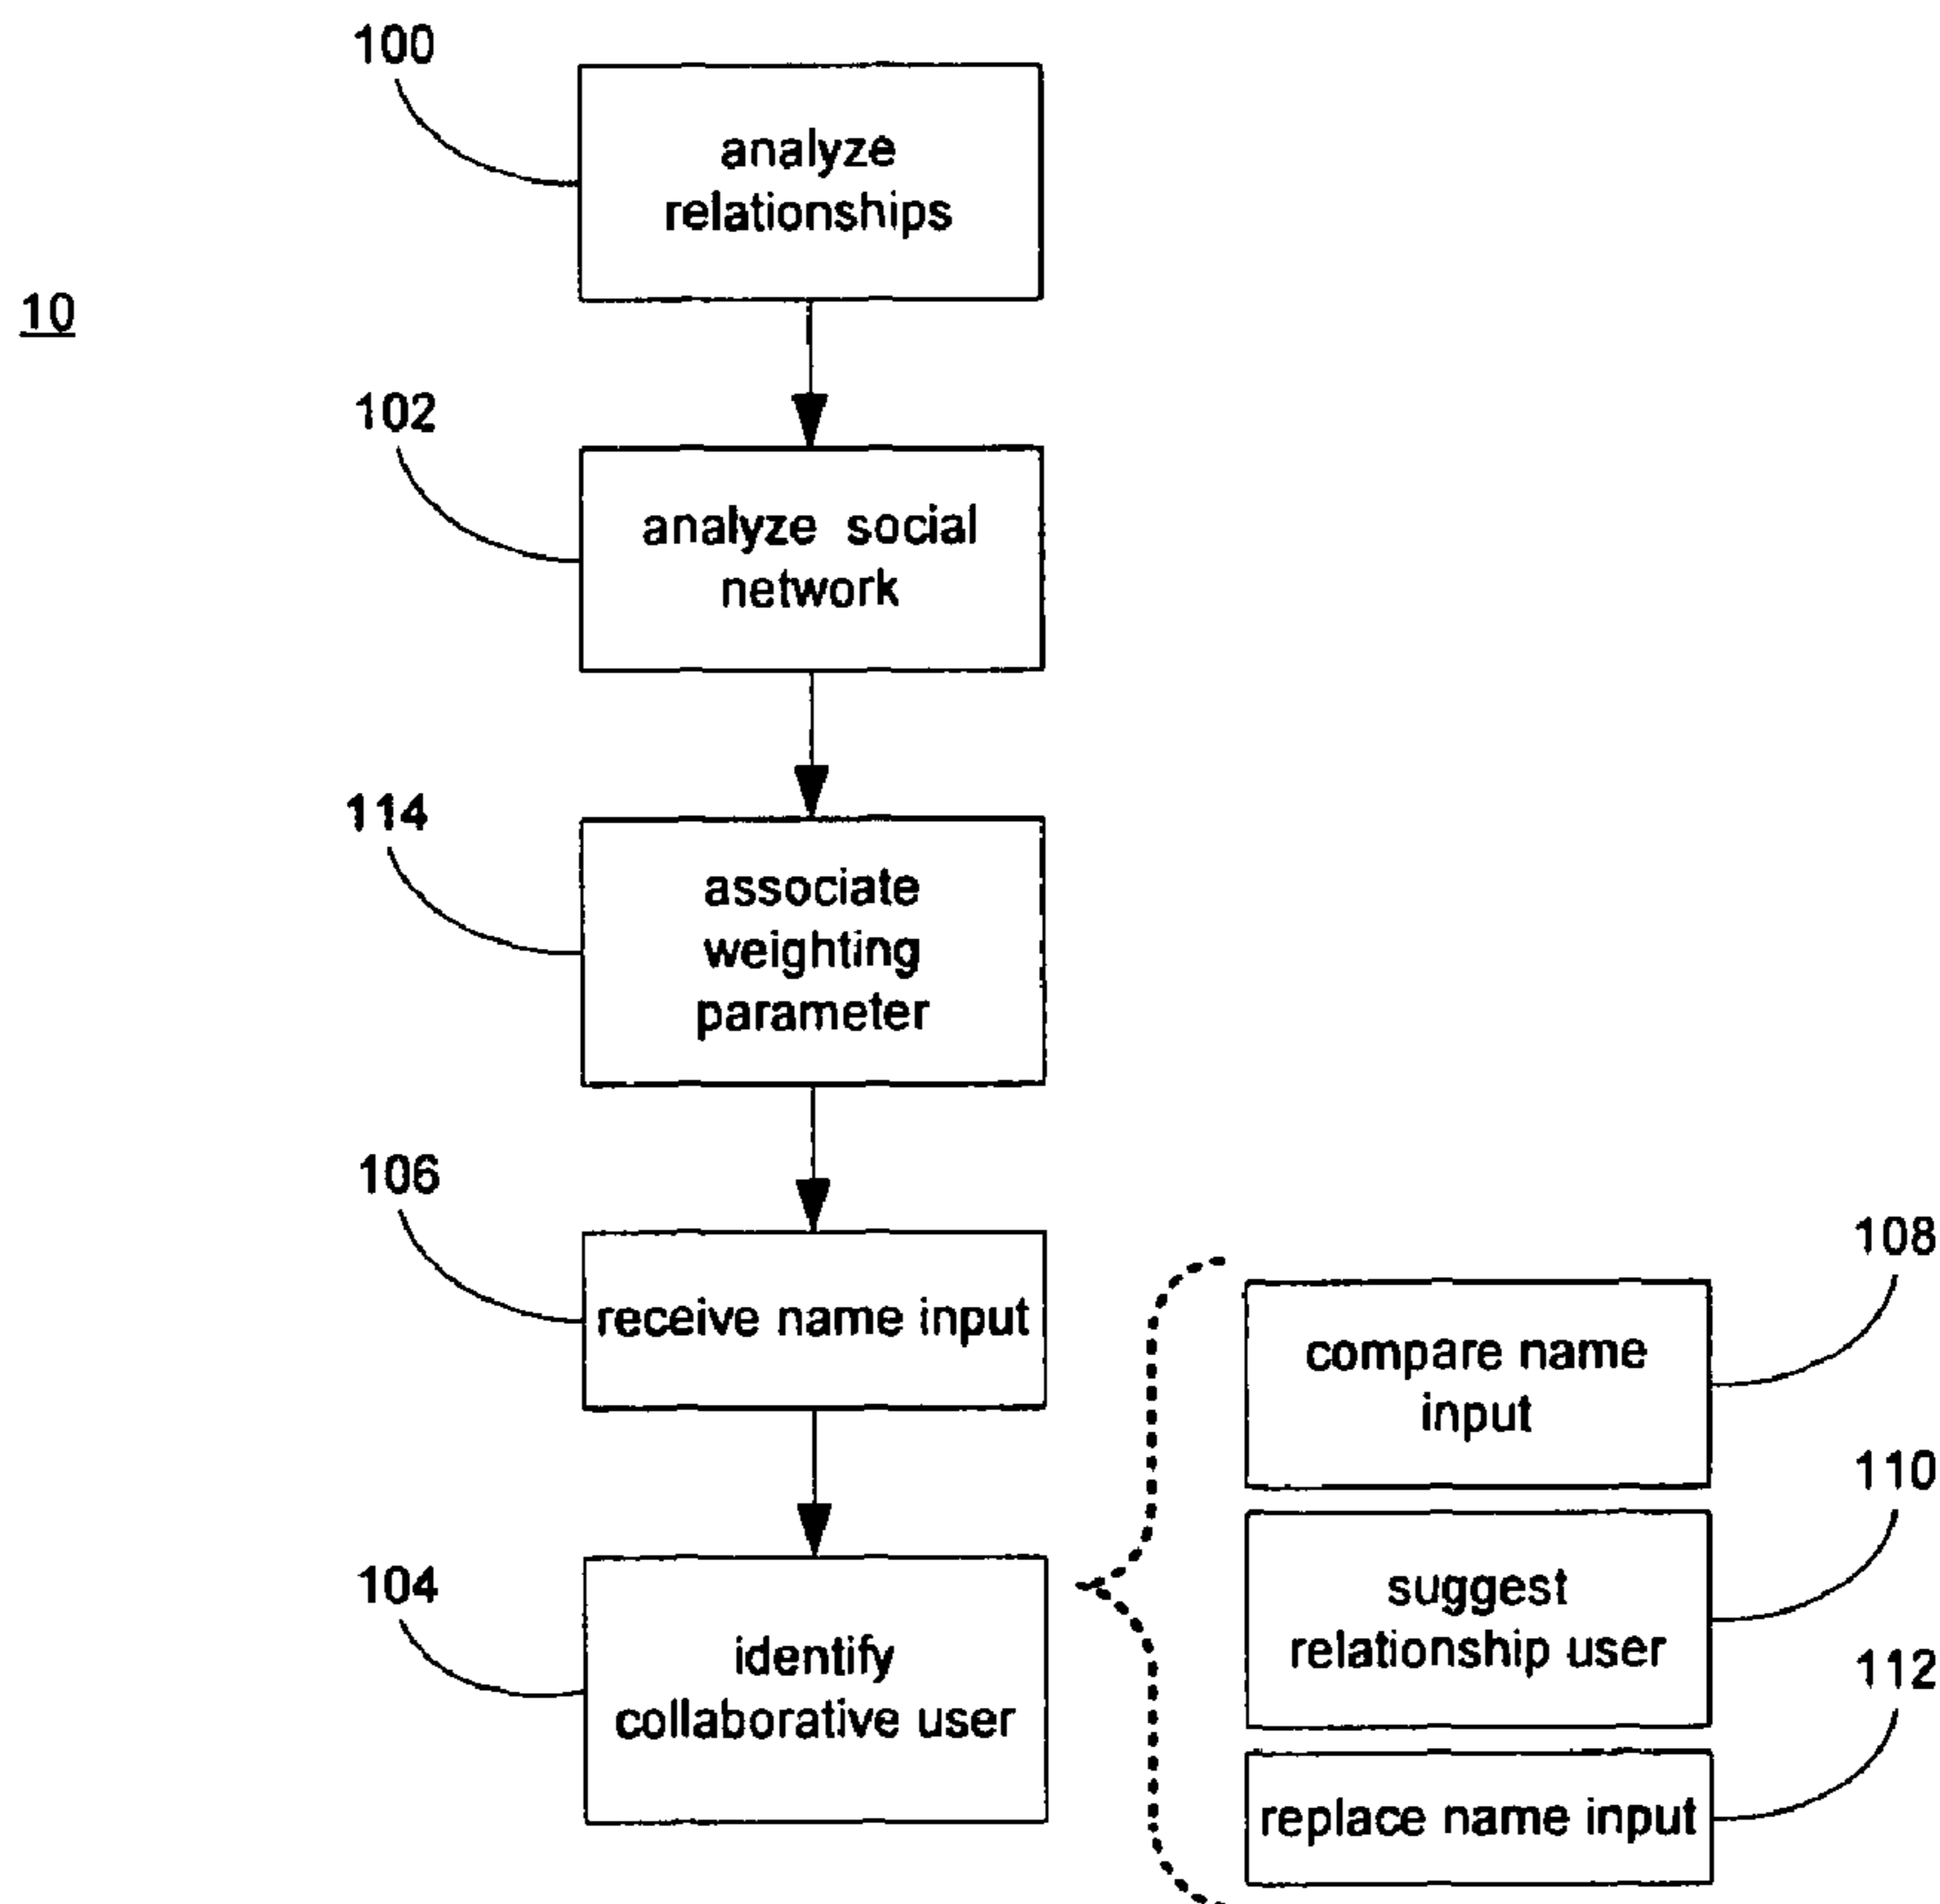 100
analyze
relationships
10
102
analyze social
network
114
associate
weighting
parameter
106
receive name input
104
identify
collaborative user
108
compare name
input
110
suggest
relationship user
112
replace name input